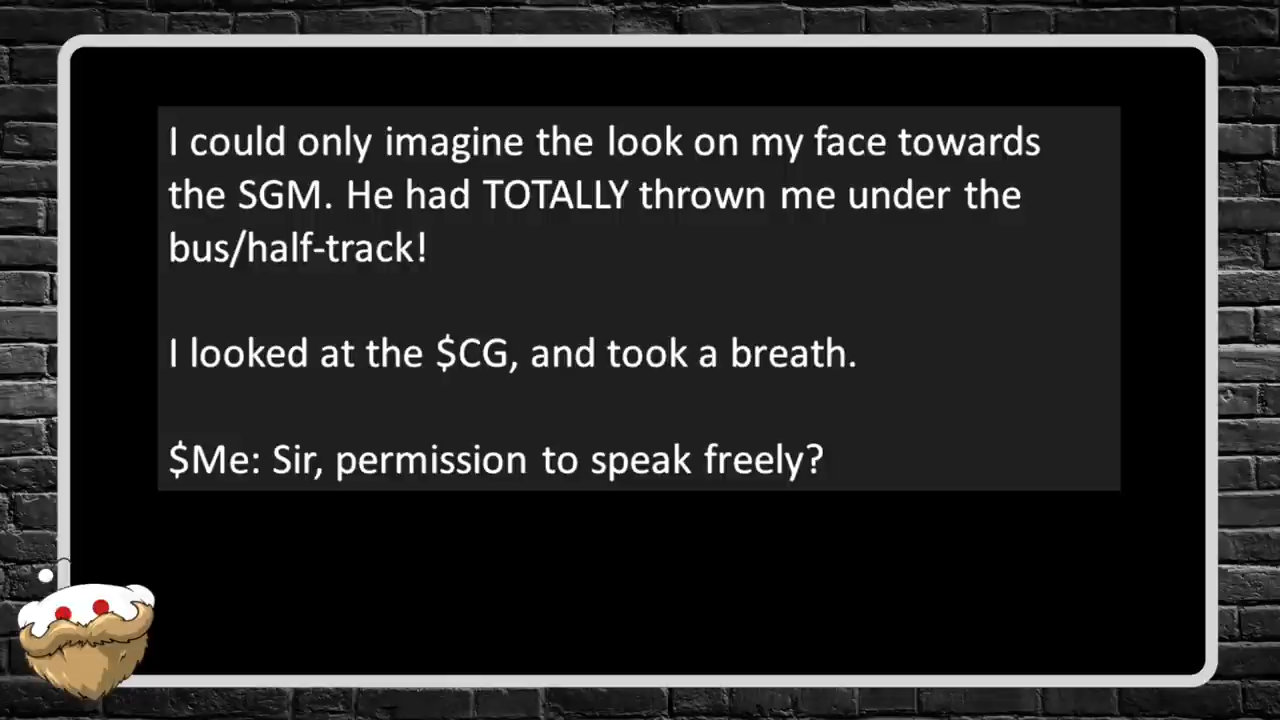 I could only imagine the look on my face towards
the SGM. He had TOTALLY thrown me under the
bus/half-track!
I looked at the $CG, and took a breath.
$Me: Sir, permission to speak freely?